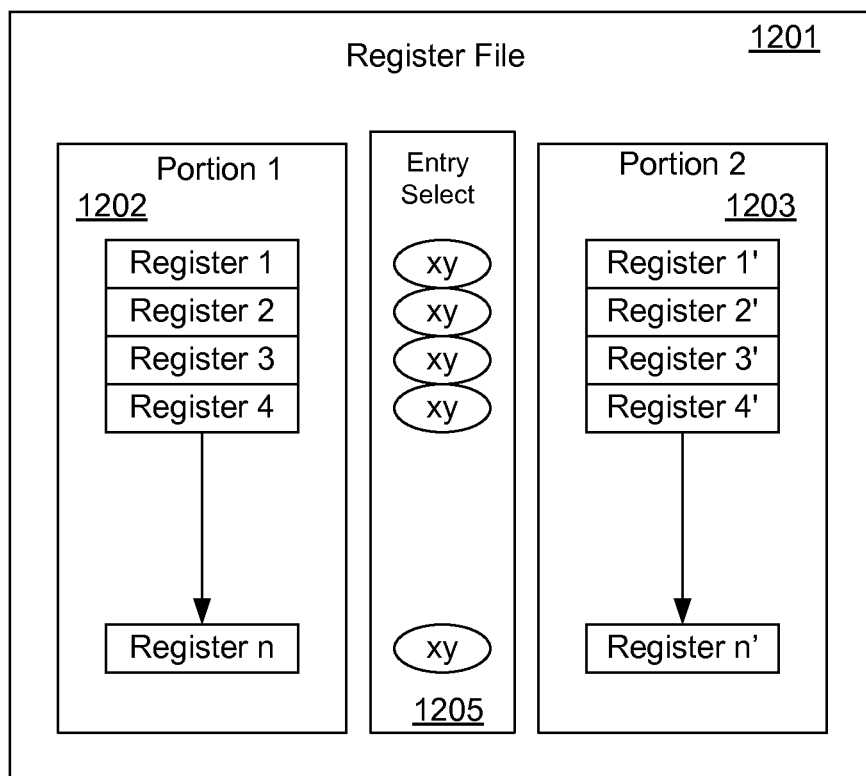 1201
Register File
Portion 1
1202
Register 1
Register 2
Register 3
Register 4
Register n
Entry
Select
xy
xy
xy
xy
xy
1205
Portion 2
1203
Register 1'
Register 2'
Register 3'
Register 4'
Register n’